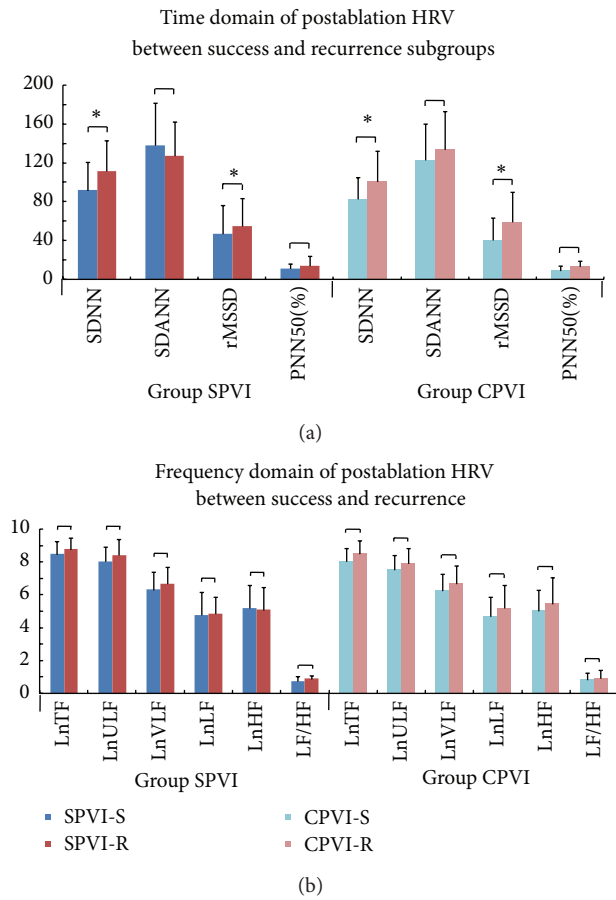 Time domain of postablation HRV
between success and recurrence subgroups
200
160
120
80
40
0
*
*
*
*
SDNN
SDANN
rMSSD
PNN50(%)
SDNN
SDANN
rMSSD
PNN50(%)
Group SPVI
Group CPVI
(a)
Frequency domain of postablation HRV
between success and recurrence
10
8
6
4
2
0
LnTF
LnULF
LnVLF
LnLF
LnHF
LF/HF
LnTF
LnULF
LnVLF
LnLF
LnHF
LF/HF
Group SPVI
Group CPVI
SPVI-S
SPVI-R
CPVI-S
CPVI-R
(b)